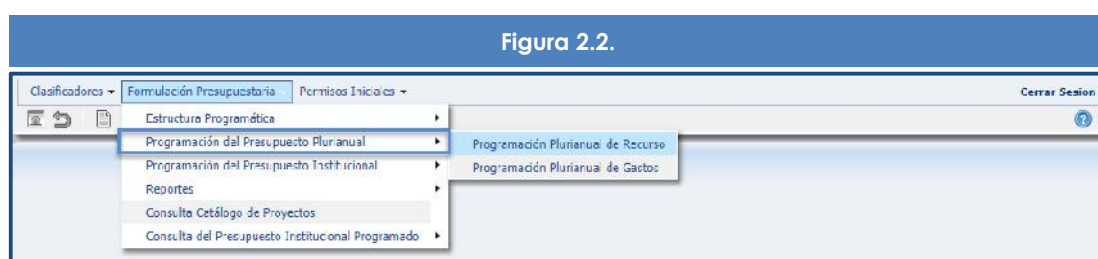 Figura 2.2.
Clasificadores Formulación Presupuestaria Permisos Iniciales Cerrar Sesion
Estructura Programática
Programación del Presupuesto Plurianual Programación Plurianual de Recurso
Programación del Presupuesto Institucional Programación Plurianual de Gastos
Reportes
Consulta Catálogo de Proyectos
Consulta del Presupuesto Institucional Programado